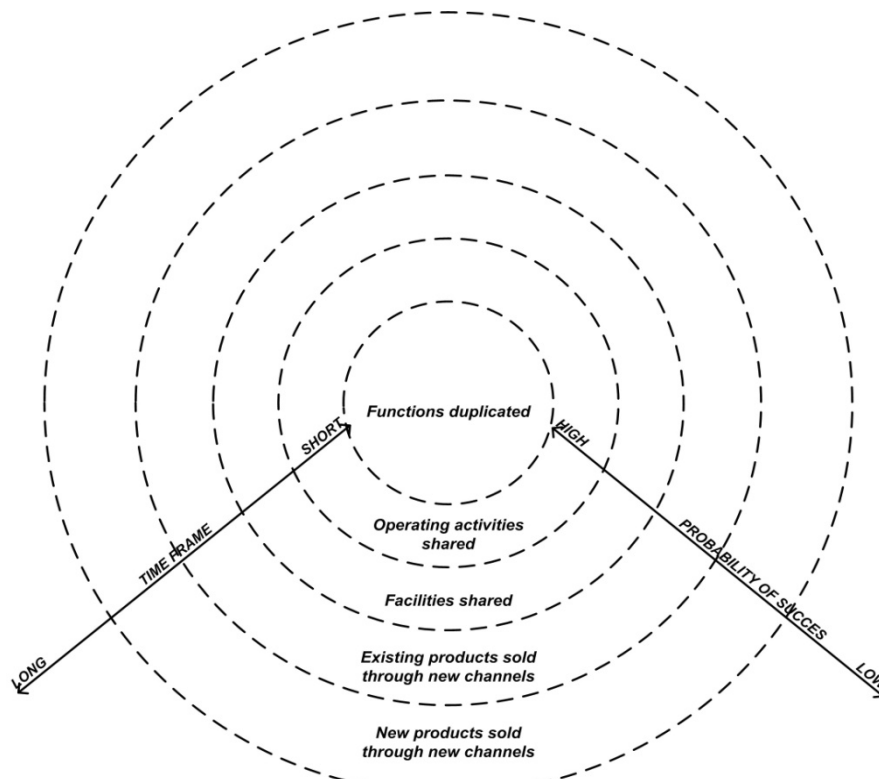 Functions duplicated
SHORT
HIGH
Operating activities
shared
TIME FRAME
PROBABILITY OF SUCCES
Facilities shared
Existing products sold
through new channels
LONG
LOW
New products sold
through new channels